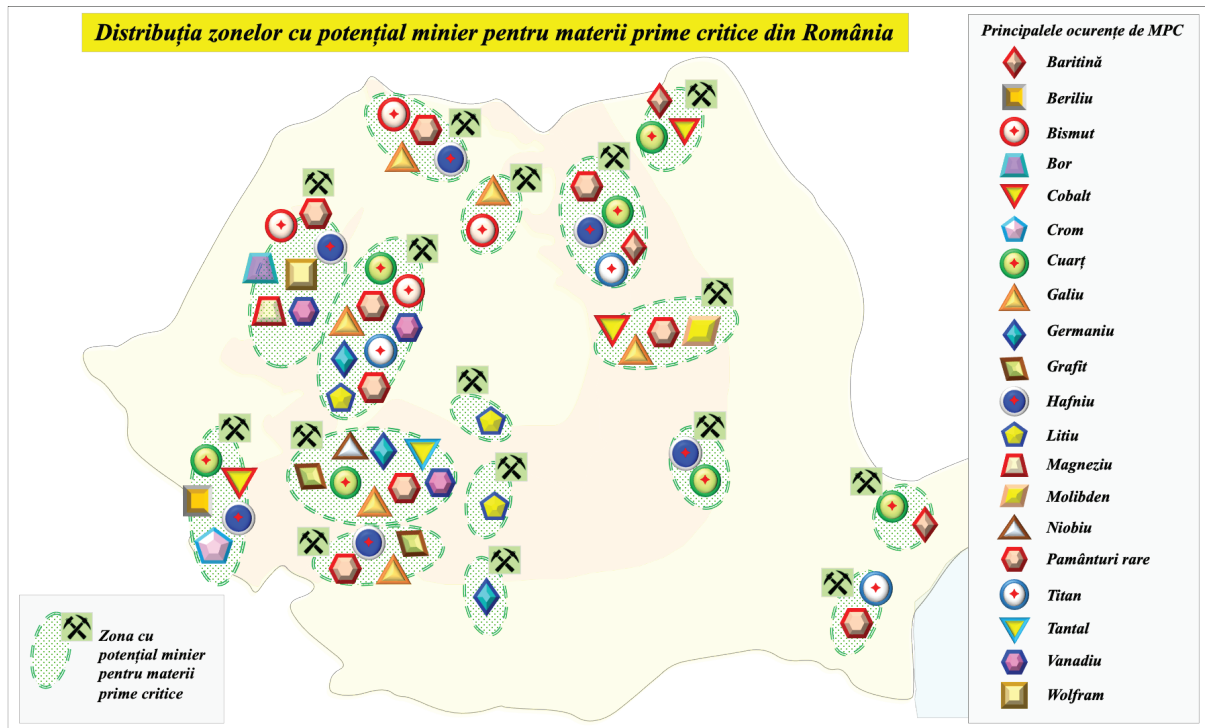 Distribuția zonelor cu potențial minier pentru materii prime critice din România
Principalele ocurențe de MPC
Baritină
Beriliu
Bismut
Bor
Cobalt
Crom
Cuarț
Galiu
Germaniu
Grafit
Hafniu
Litiu
Magneziu
Molibden
Niobiu
Pamânturi rare
Titan
Tantal
Vanadiu
Wolfram
Zona cu
potențial minier
pentru materii
prime critice